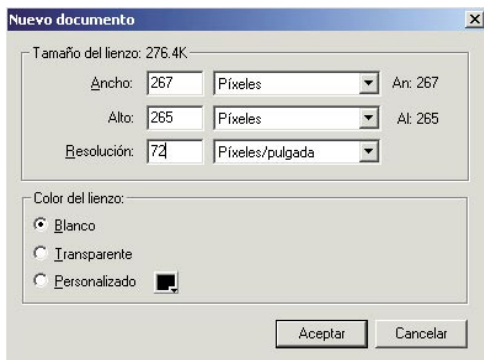 Nuevo documento
Tamaño del lienzo: 276.4K
Ancho: 267 Píxeles An: 267
Alto: 265 Píxeles Al: 265
Resolución: 72 Píxeles/pulgada
Color del lienzo:
Blanco
Transparente
Personalizado
Aceptar Cancelar